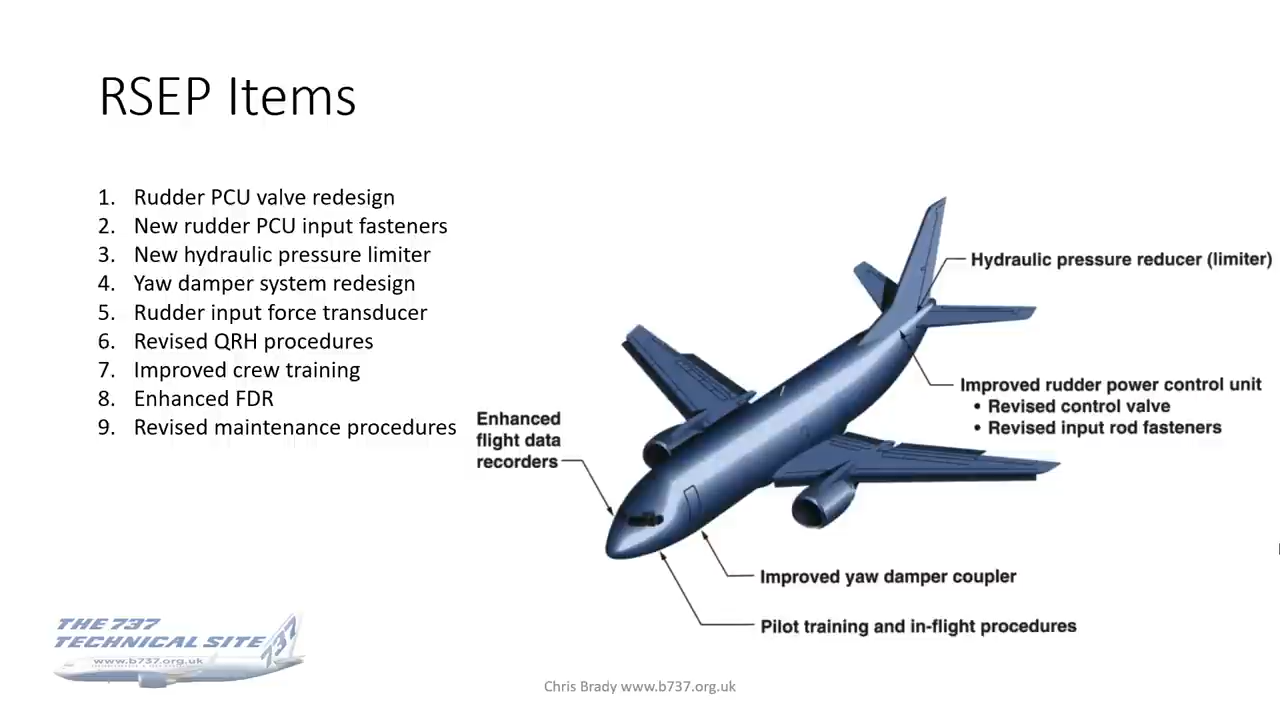 RSEP Items
1. Rudder PCU valve redesign
2. New rudder PCU input fasteners
3. New hydraulic pressure limiter
4. Yaw damper system redesign
5. Rudder input force transducer
6. Revised QRH procedures
7. Improved crew training
8. Enhanced FDR
9. Revised maintenance procedures
Hydraulic pressure reducer (limiter)
Improved rudder power control unit
• Revised control valve
• Revised input rod fasteners
Enhanced
flight data
recorders
Improved yaw damper coupler
Pilot training and in-flight procedures
THE 737
TECHNICAL SITE
737
www.b737.org.uk
Chris Brady www.b737.org.uk